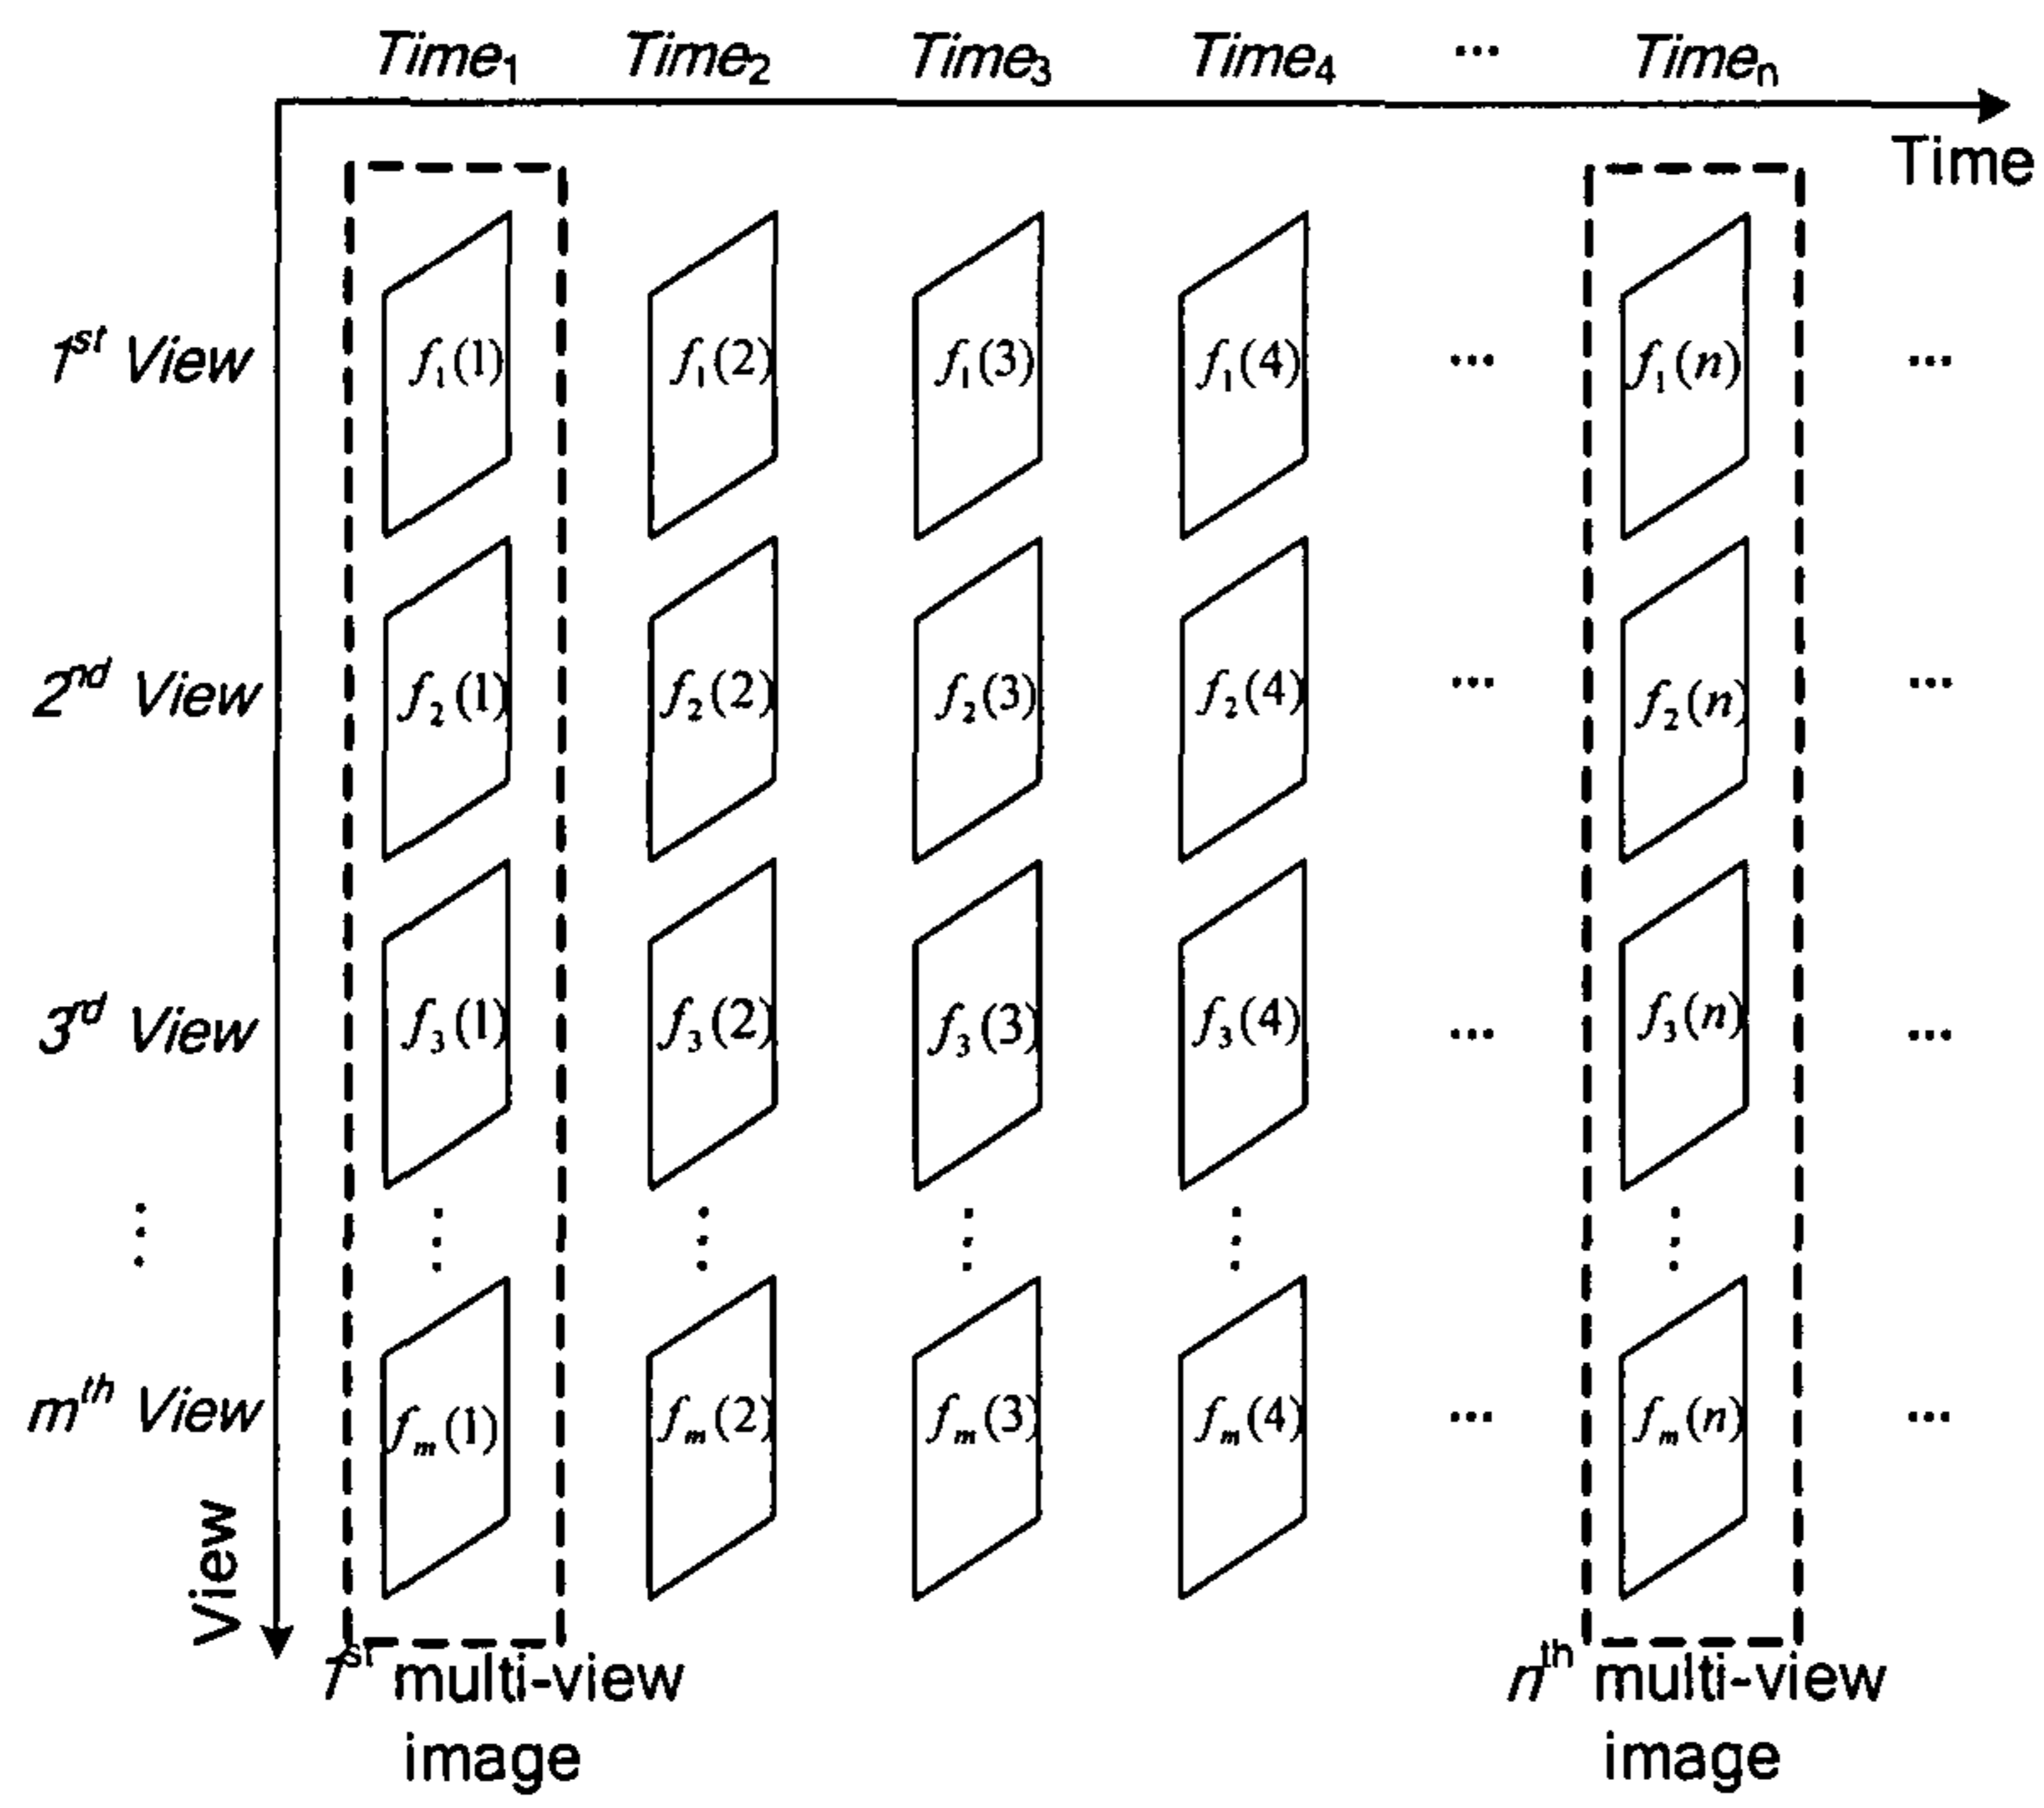 Time₁ Time₂ Time₃ Time₄ ... Timeₙ
Time
1ˢᵗ View f₁(1) f₁(2) f₁(3) f₁(4) ... f₁(n) ...
2ⁿᵈ View f₂(1) f₂(2) f₂(3) f₂(4) ... f₂(n) ...
3ʳᵈ View f₃(1) f₃(2) f₃(3) f₃(4) ... f₃(n) ...
⋮ ⋮ ⋮ ⋮ ⋮ ⋮
mᵗʰ View fₘ(1) fₘ(2) fₘ(3) fₘ(4) ... fₘ(n) ...
View
1ˢᵗ multi-view
image
nᵗʰ multi-view
image